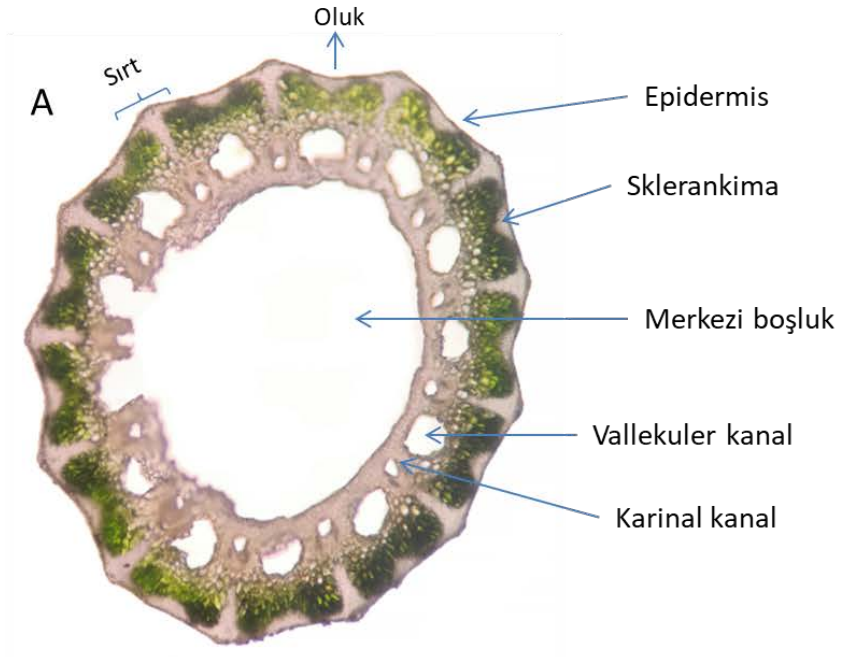 Oluk
Sırt
A
Epidermis
Sklerankima
Merkezi boşluk
Vallekuler kanal
Karinal kanal